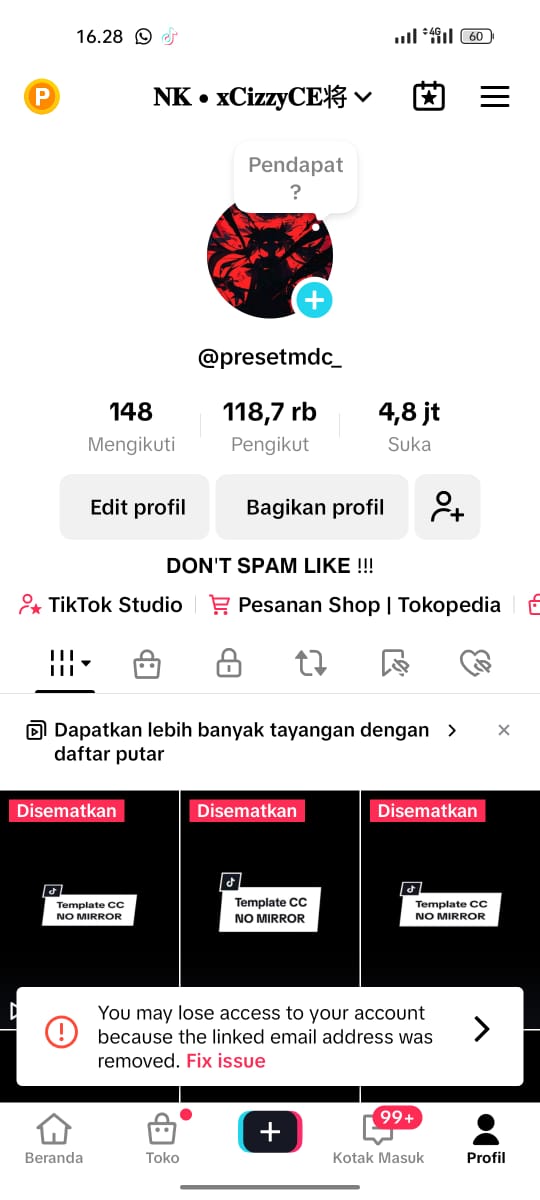 16.28
4G
60
P
NK • xCizzyCE将
Pendapat
?
@presetmdc_
148
Mengikuti
118,7 rb
Pengikut
4,8 jt
Suka
Edit profil
Bagikan profil
DON'T SPAM LIKE !!!
TikTok Studio
Pesanan Shop | Tokopedia
Dapatkan lebih banyak tayangan dengan
daftar putar
Disematkan
Disematkan
Disematkan
Template CC
NO MIRROR
Template CC
NO MIRROR
Template CC
NO MIRROR
You may lose access to your account
because the linked email address was
removed. Fix issue
Beranda
Toko
99+
Kotak Masuk
Profil